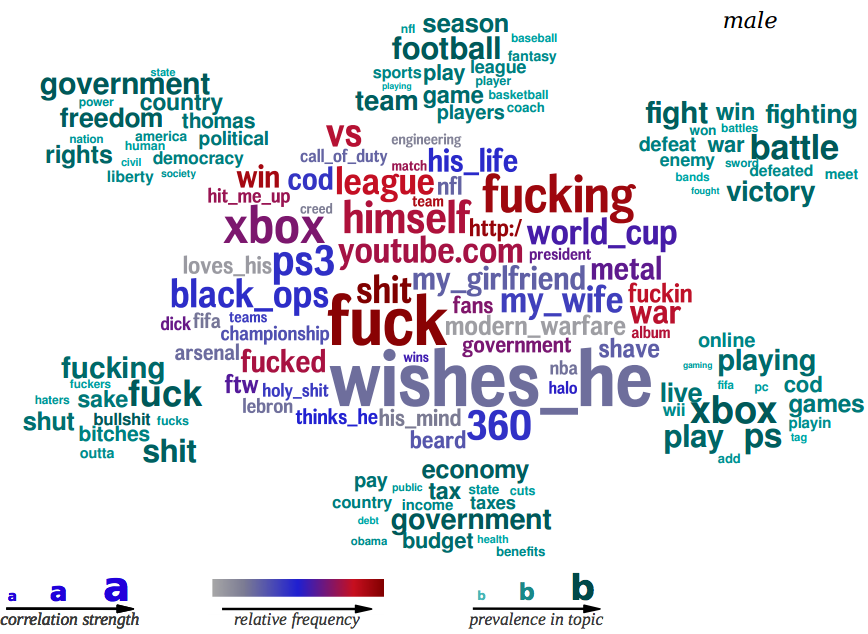 male
nfl season
baseball
football
fantasy
sports play league
player
playing
team game basketball
players coach
state
government
power country
freedom thomas
nation america political
human
rights civil democracy
liberty society
fight win fighting
won battles
defeat war battle
enemy sword
defeated meet
bands
fought victory
vs engineering
call_of_duty his_life
match
win cod league nfl
hit_me_up team fucking
creed
xbox himself http:/ world_cup
youtube.com president
loves_his ps3 metal
my_girlfriend
black_ops shit fans my_wife fuckin
war
dick fifa teams fuck modern_warfare album
championship government shave
arsenal fucked wins nba
ftw holy_shit wishes_he halo
lebron
thinks_he his_mind 360
beard
fucking
fuckers
haters sake fuck
shut bullshit fucks
bitches
outta shit
online
gaming playing
live fifa pc cod
wii xbox games
playin
play ps tag
add
economy
pay public tax state cuts
country income taxes
debt government
obama budget health
benefits
a a a
correlation strength
relative frequency
b b b
prevalence in topic